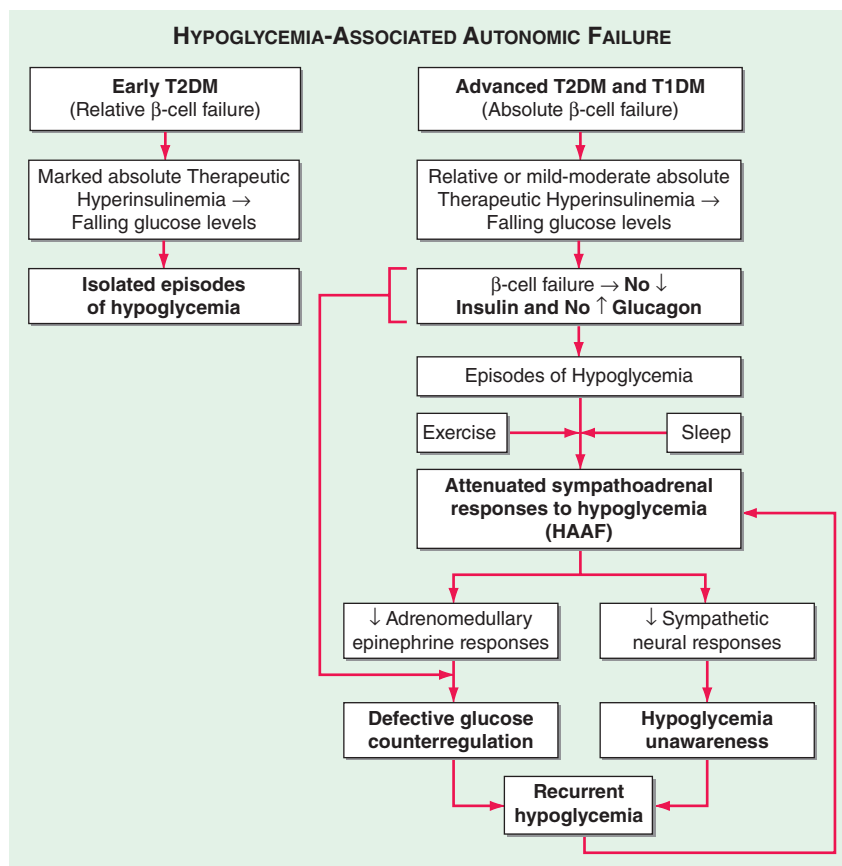 HYPOGLYCEMIA-ASSOCIATED AUTONOMIC FAILURE
Early T2DM
(Relative β-cell failure)
Marked absolute Therapeutic
Hyperinsulinemia →
Falling glucose levels
Isolated episodes
of hypoglycemia
Advanced T2DM and T1DM
(Absolute β-cell failure)
Relative or mild-moderate absolute
Therapeutic Hyperinsulinemia →
Falling glucose levels
β-cell failure → No ↓
Insulin and No ↑ Glucagon
Episodes of Hypoglycemia
Exercise
Sleep
Attenuated sympathoadrenal
responses to hypoglycemia
(HAAF)
↓ Adrenomedullary
epinephrine responses
↓ Sympathetic
neural responses
Defective glucose
counterregulation
Hypoglycemia
unawareness
Recurrent
hypoglycemia